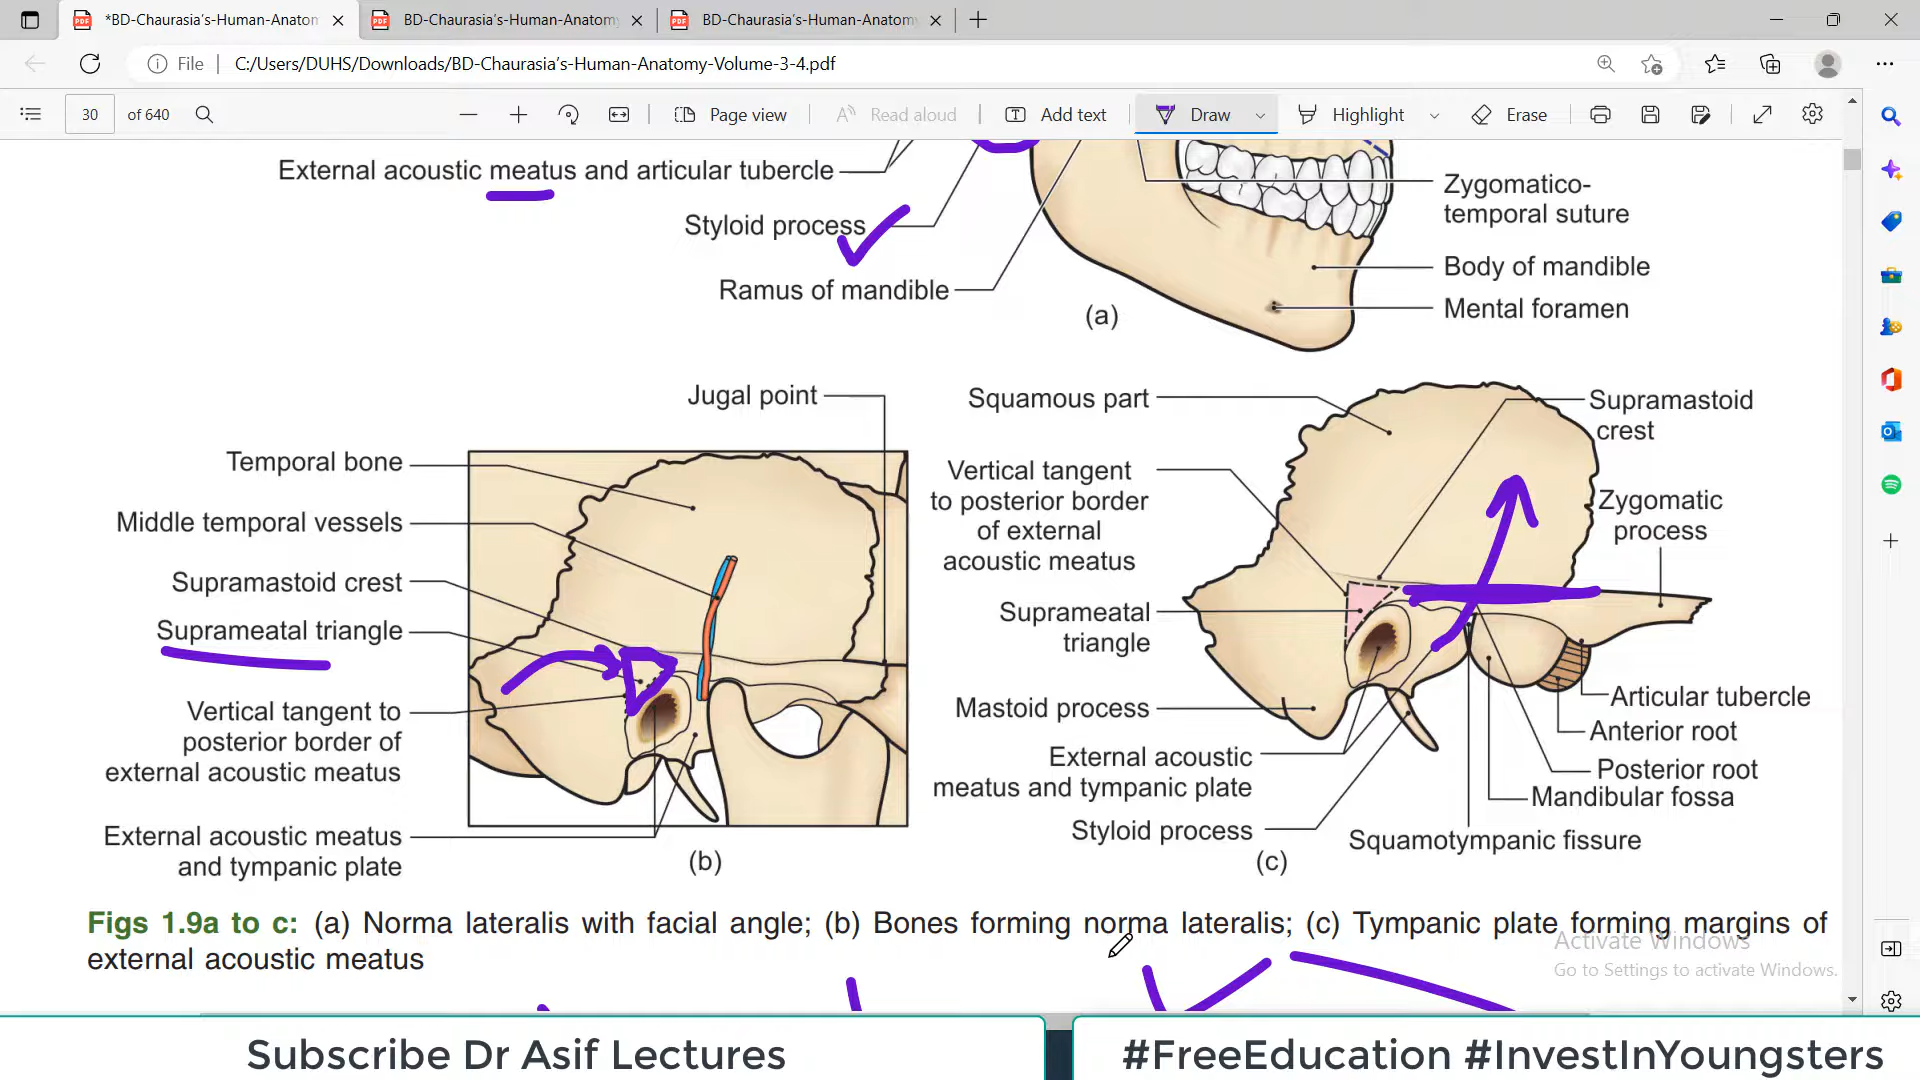 *BD-Chaurasia's-Human-Anatom
BD-Chaurasia's-Human-Anatomy
BD-Chaurasia's-Human-Anatomy
File
C:/Users/DUHS/Downloads/BD-Chaurasia's-Human-Anatomy-Volume-3-4.pdf
30 of 640
Page view
Read aloud
Add text
Draw
Highlight
Erase
External acoustic meatus and articular tubercle
Styloid process
Ramus of mandible
(a)
Zygomatico-
temporal suture
Body of mandible
Mental foramen
Jugal point
Temporal bone
Middle temporal vessels
Supramastoid crest
Suprameatal triangle
Vertical tangent to
posterior border of
external acoustic meatus
External acoustic meatus
and tympanic plate
(b)
Squamous part
Vertical tangent
to posterior border
of external
acoustic meatus
Suprameatal
triangle
Mastoid process
External acoustic
meatus and tympanic plate
Styloid process
(c)
Supramastoid
crest
Zygomatic
process
Articular tubercle
Anterior root
Posterior root
Mandibular fossa
Squamotympanic fissure
Figs 1.9a to c: (a) Norma lateralis with facial angle; (b) Bones forming norma lateralis; (c) Tympanic plate forming margins of
external acoustic meatus
Activate Windows
Go to Settings to activate Windows.
Subscribe Dr Asif Lectures
#FreeEducation #InvestInYoungsters